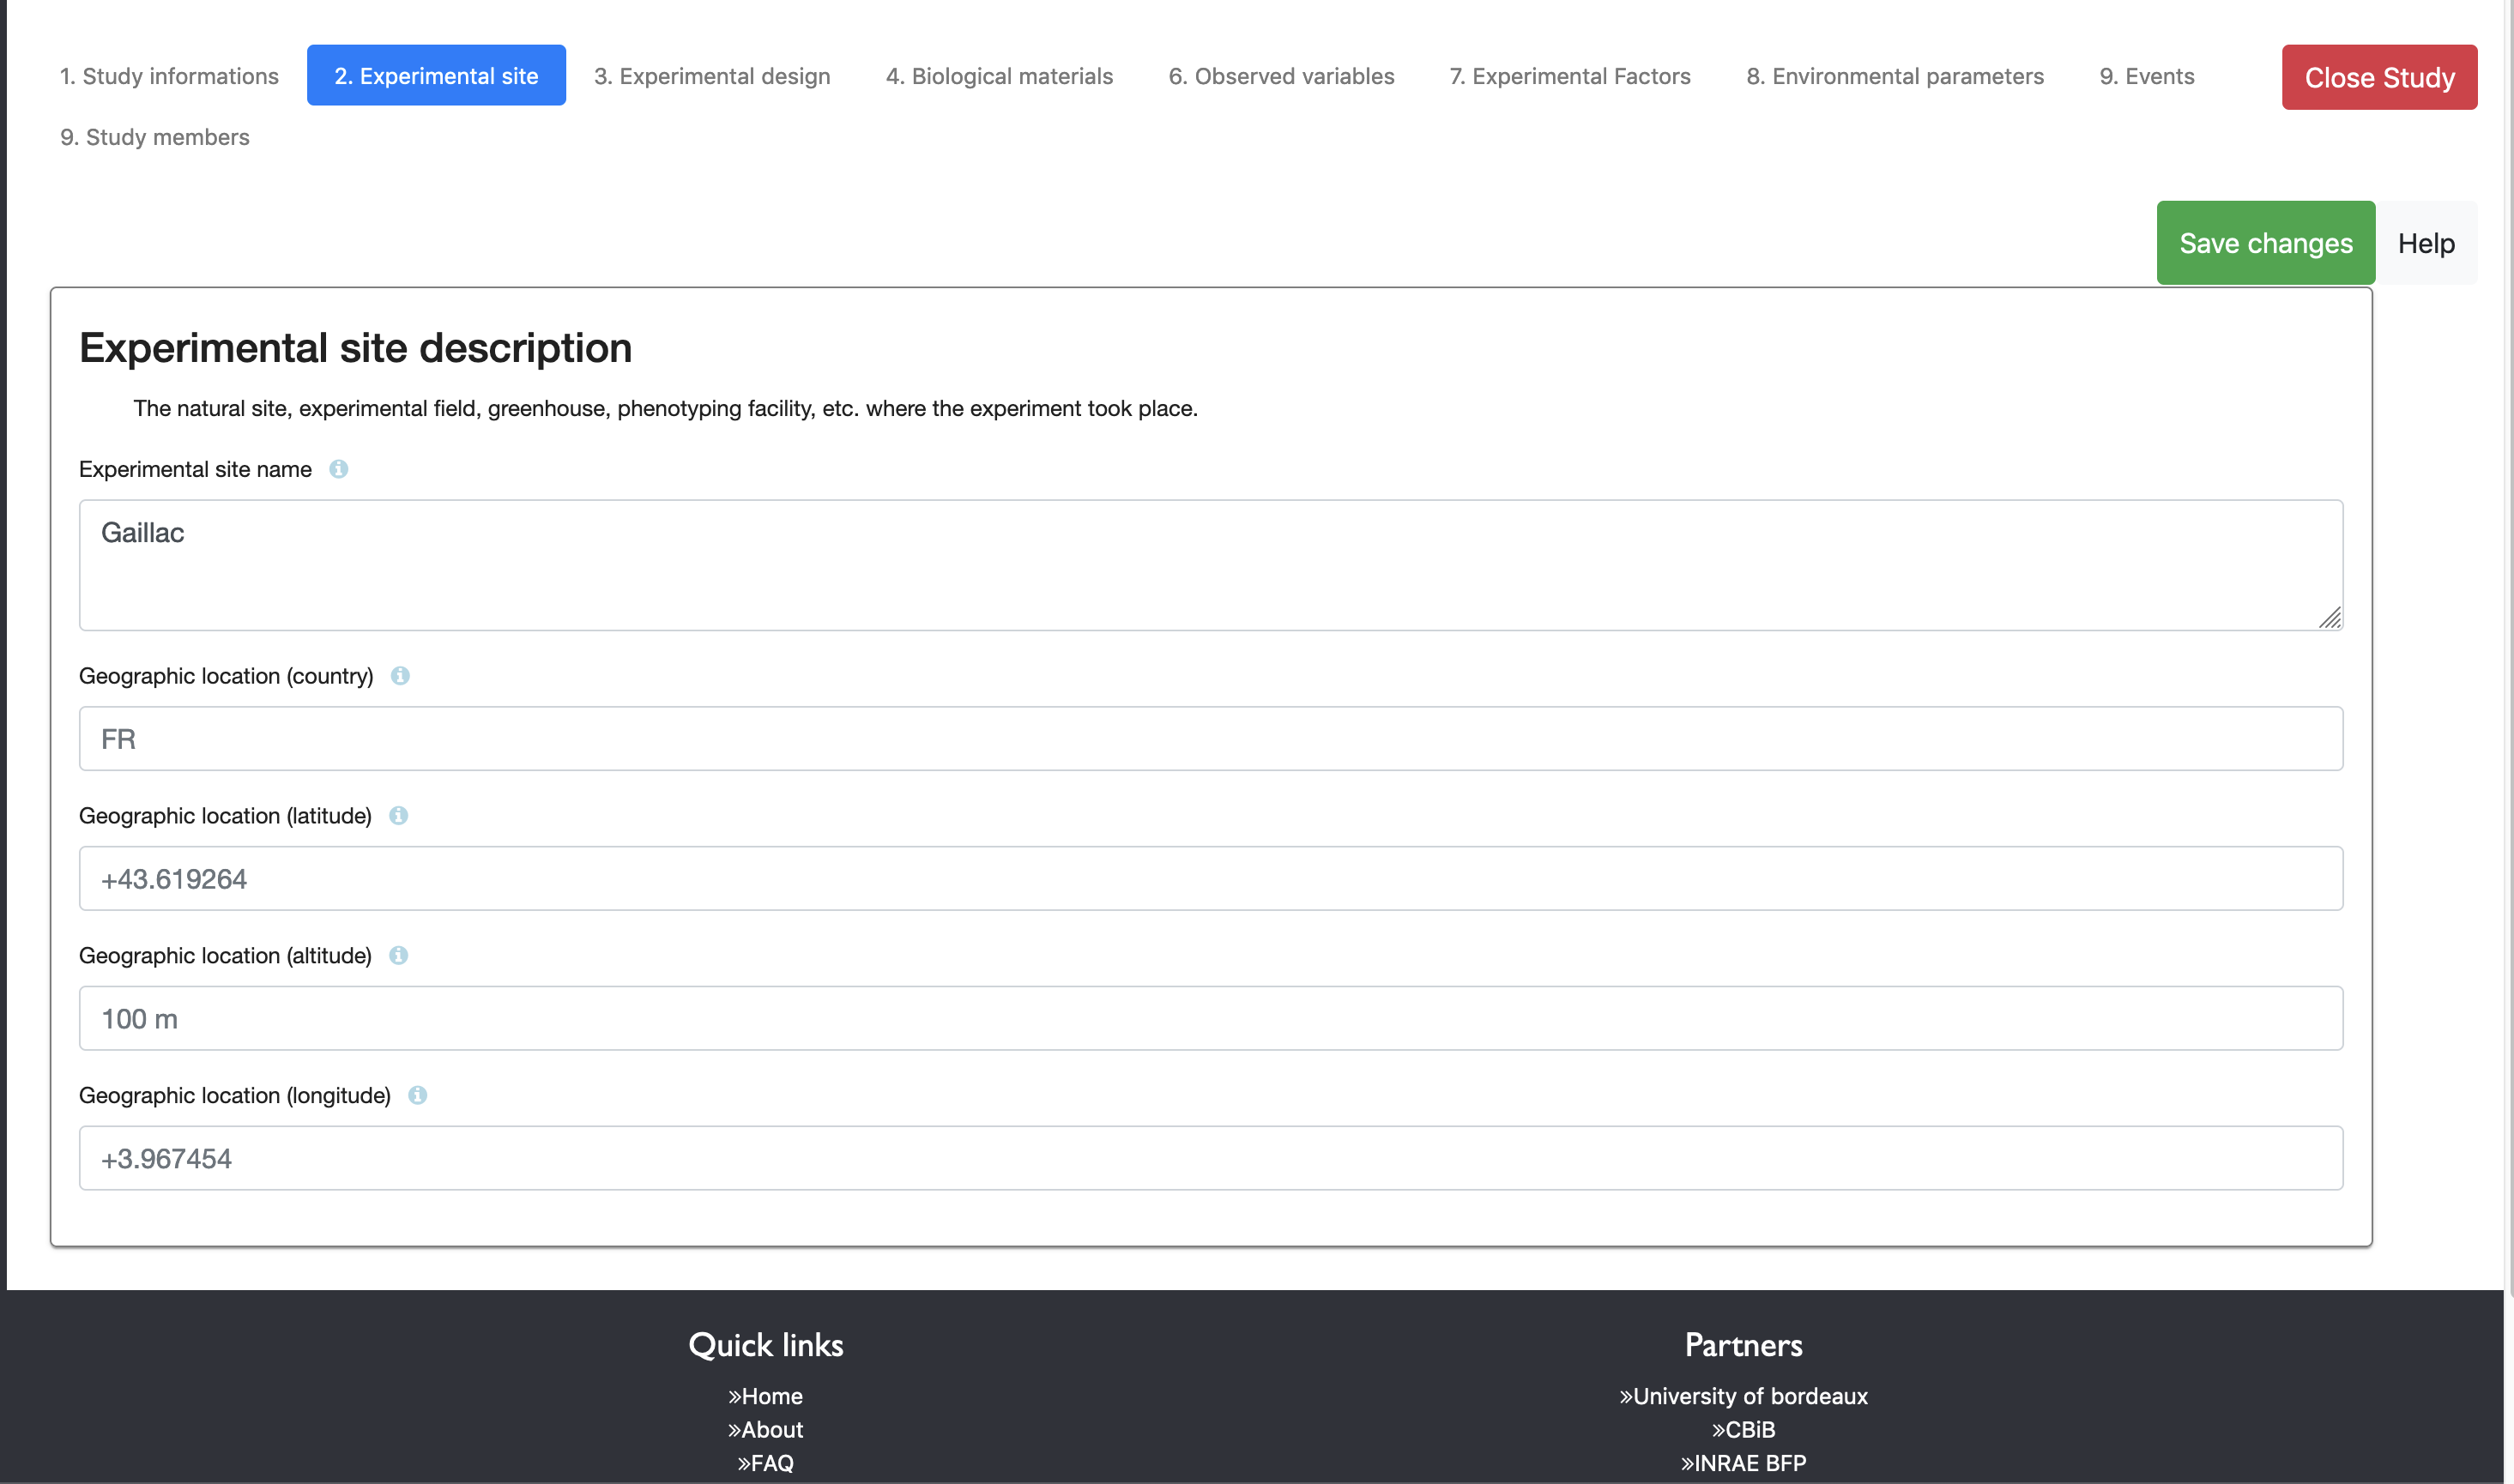 1. Study informations
2. Experimental site
3. Experimental design
4. Biological materials
6. Observed variables
7. Experimental Factors
8. Environmental parameters
9. Events
Close Study
9. Study members
Save changes
Help
Experimental site description
The natural site, experimental field, greenhouse, phenotyping facility, etc. where the experiment took place.
Experimental site name
Gaillac
Geographic location (country)
FR
Geographic location (latitude)
+43.619264
Geographic location (altitude)
100 m
Geographic location (longitude)
+3.967454
Quick links
»Home
»About
»FAQ
Partners
»University of bordeaux
»CBiB
»INRAE BFP